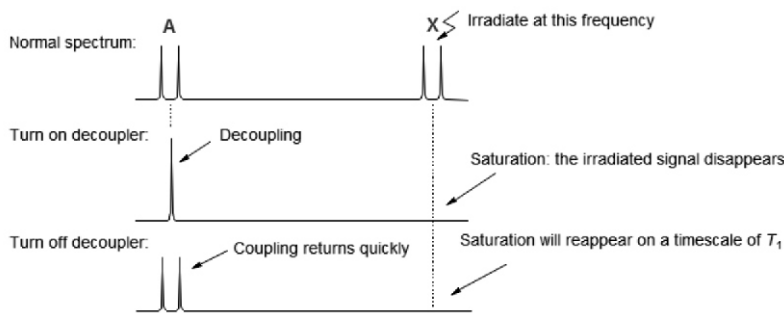 A
X
Irradiate at this frequency
Normal spectrum:
Turn on decoupler:
Decoupling
Saturation: the irradiated signal disappears
Turn off decoupler:
Coupling returns quickly
Saturation will reappear on a timescale of T1